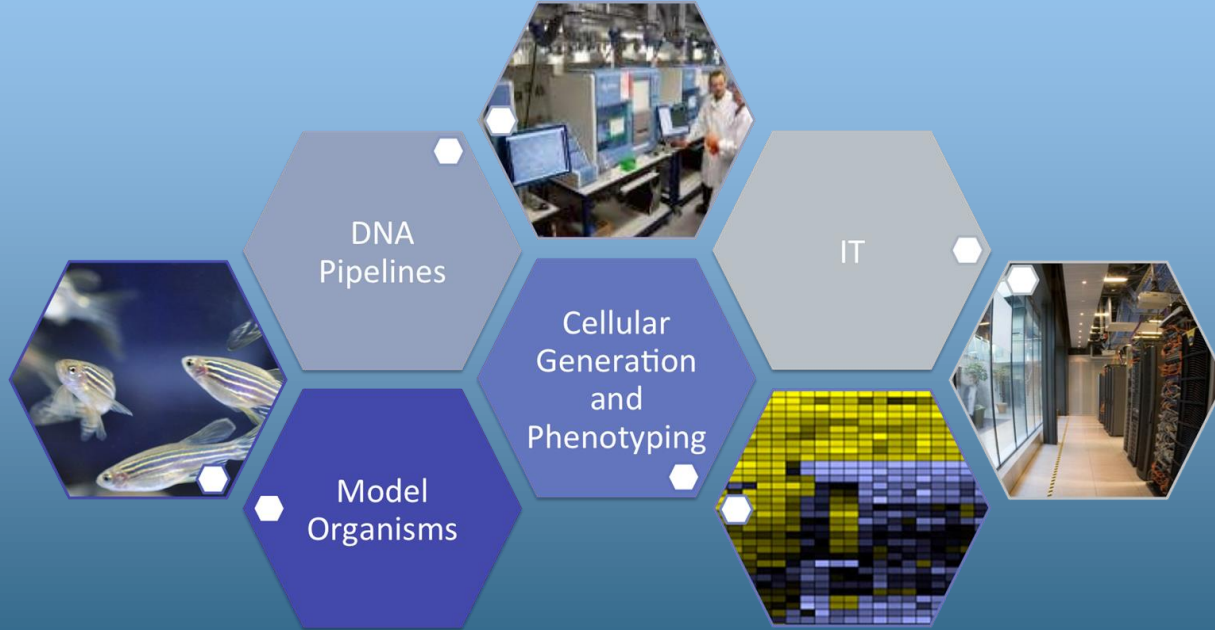 DNA
Pipelines
IT
Cellular
Generation
and
Phenotyping
Model
Organisms